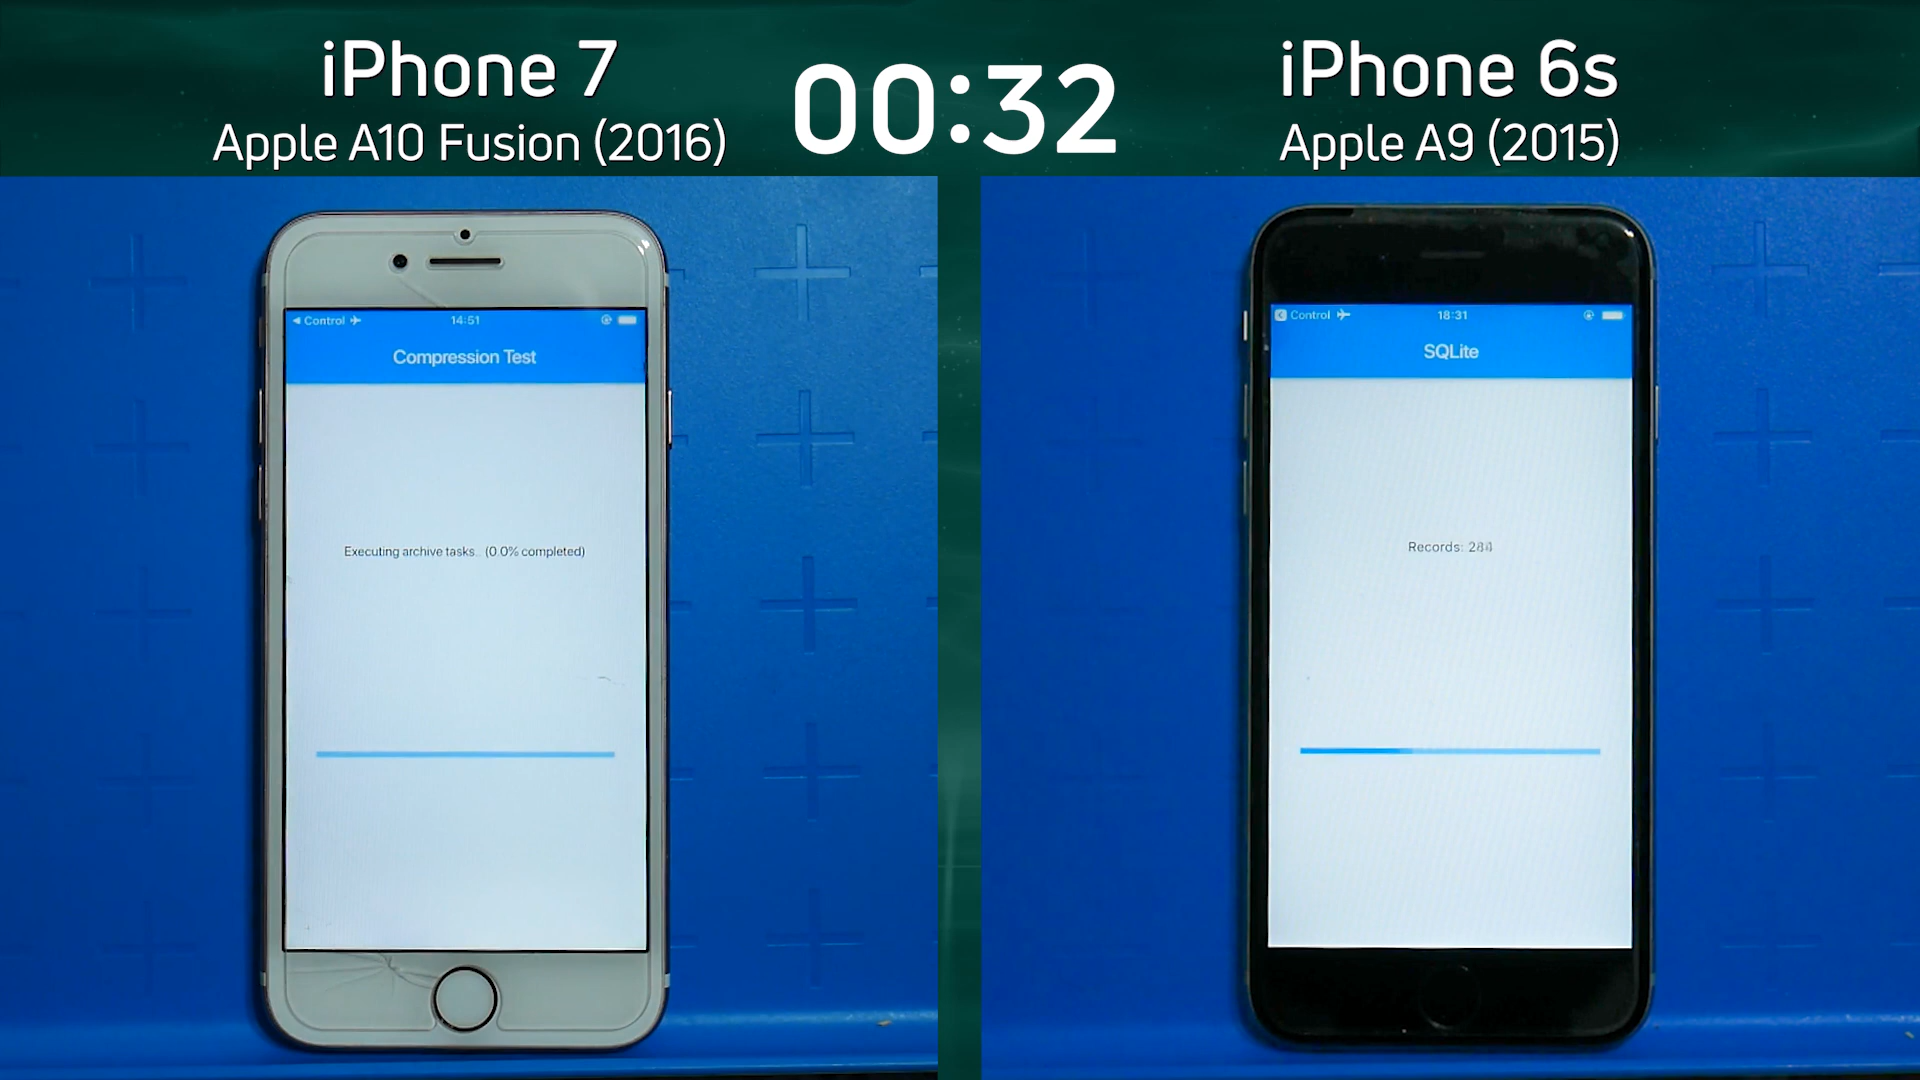 iPhone 7
Apple A10 Fusion (2016)
00:32
iPhone 6s
Apple A9 (2015)
Control
14:51
Compression Test
Executing archive tasks.. (0.0% completed)
Control
18:31
SQLite
Records: